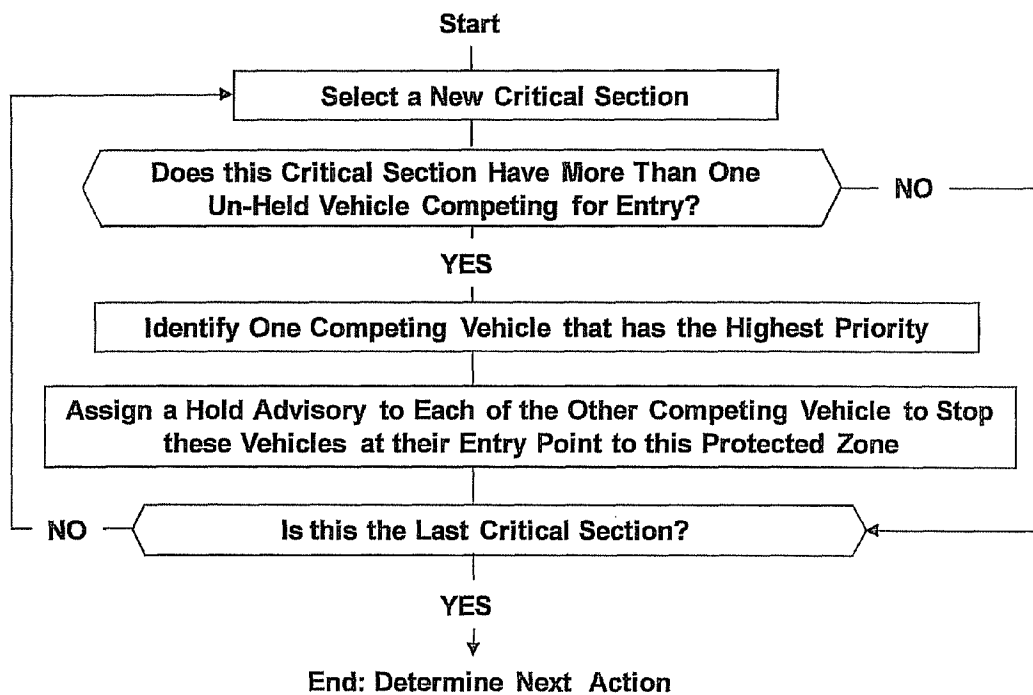 Start
Select a New Critical Section
Does this Critical Section Have More Than One
Un-Held Vehicle Competing for Entry?
NO
YES
Identify One Competing Vehicle that has the Highest Priority
Assign a Hold Advisory to Each of the Other Competing Vehicle to Stop
these Vehicles at their Entry Point to this Protected Zone
NO
Is this the Last Critical Section?
YES
End: Determine Next Action